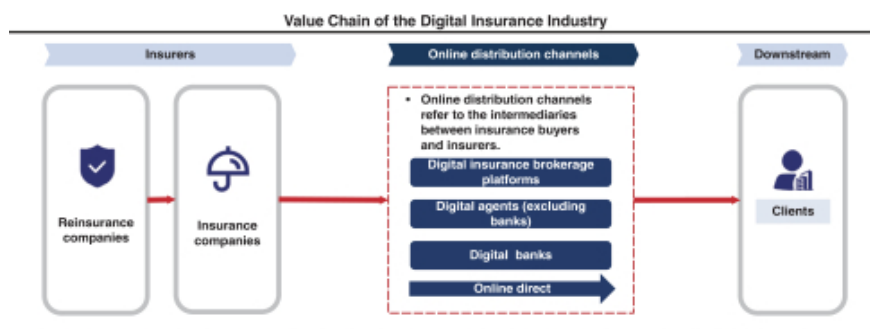 Value Chain of the Digital Insurance Industry
Insurers
Online distribution channels
Downstream
Reinsurance
companies
Insurance
companies
• Online distribution channels
refer to the intermediaries
between insurance buyers
and insurers.
Digital insurance brokerage
platforms
Digital agents (excluding
banks)
Digital banks
Online direct
Clients